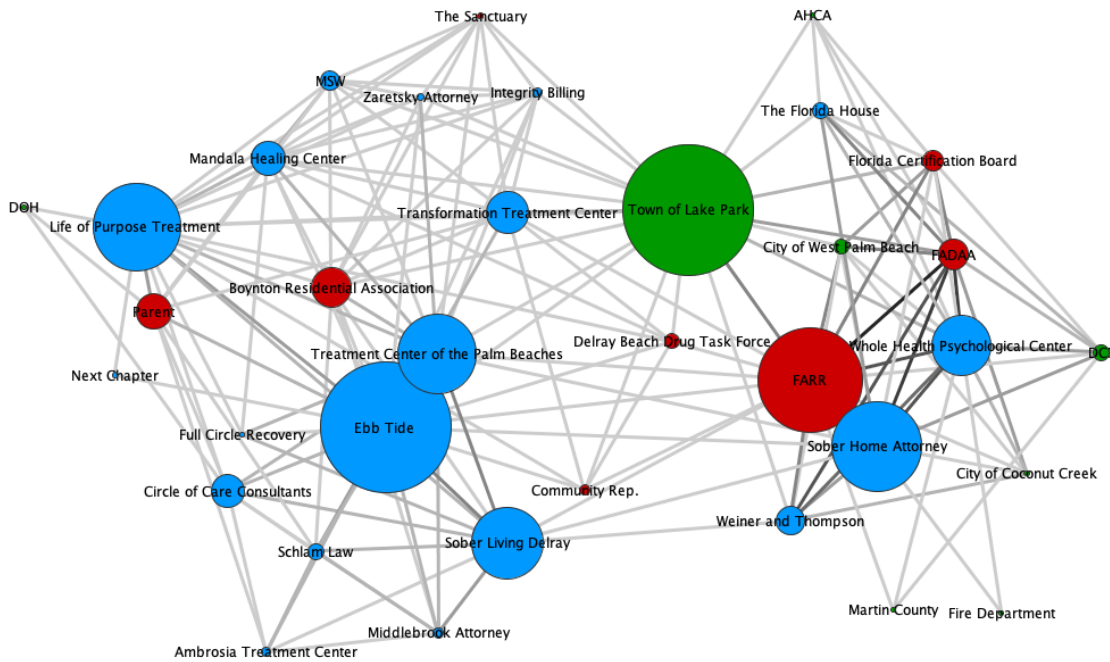 The Sanctuary
AHCA
MSW
Zaretsky Attorney
Integrity Billing
The Florida House
Mandala Healing Center
Florida Certification Board
DOH
Life of Purpose Treatment
Transformation Treatment Center
Town of Lake Park
City of West Palm Beach
FADAA
Boynton Residential Association
Parent
Treatment Center of the Palm Beaches
Delray Beach Drug Task Force
Whole Health Psychological Center
Next Chapter
FARR
Ebb Tide
Full Circle Recovery
Sober Home Attorney
City of Coconut Creek
Circle of Care Consultants
Community Rep.
Weiner and Thompson
Sober Living Delray
Schlam Law
Martin County
Fire Department
Middlebrook Attorney
Ambrosia Treatment Center